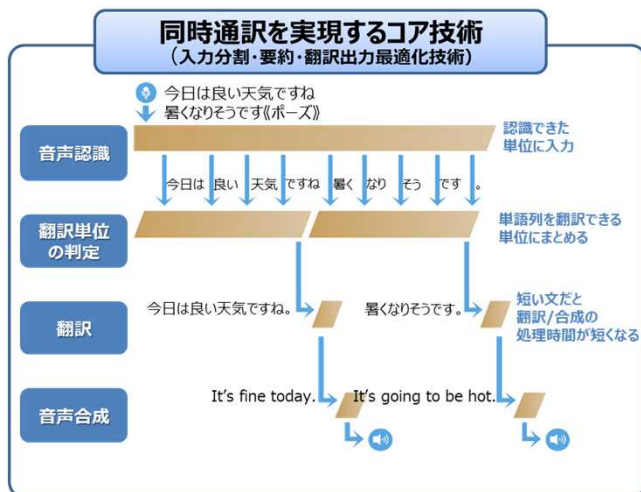 同時通訳を実現するコア技術
（入力分割・要約・翻訳出力最適化技術）
今日は良い天気ですね
暑くなりそうです《ポーズ》
音声認識
認識できた
単位に入力
今日は 良い 天気 ですね 暑く なり そう です 。
翻訳単位
の判定
単語列を翻訳できる
単位にまとめる
翻訳
今日は良い天気ですね。
暑くなりそうです。
短い文だと
翻訳/合成の
処理時間が短くなる
音声合成
It's fine today.
It's going to be hot.